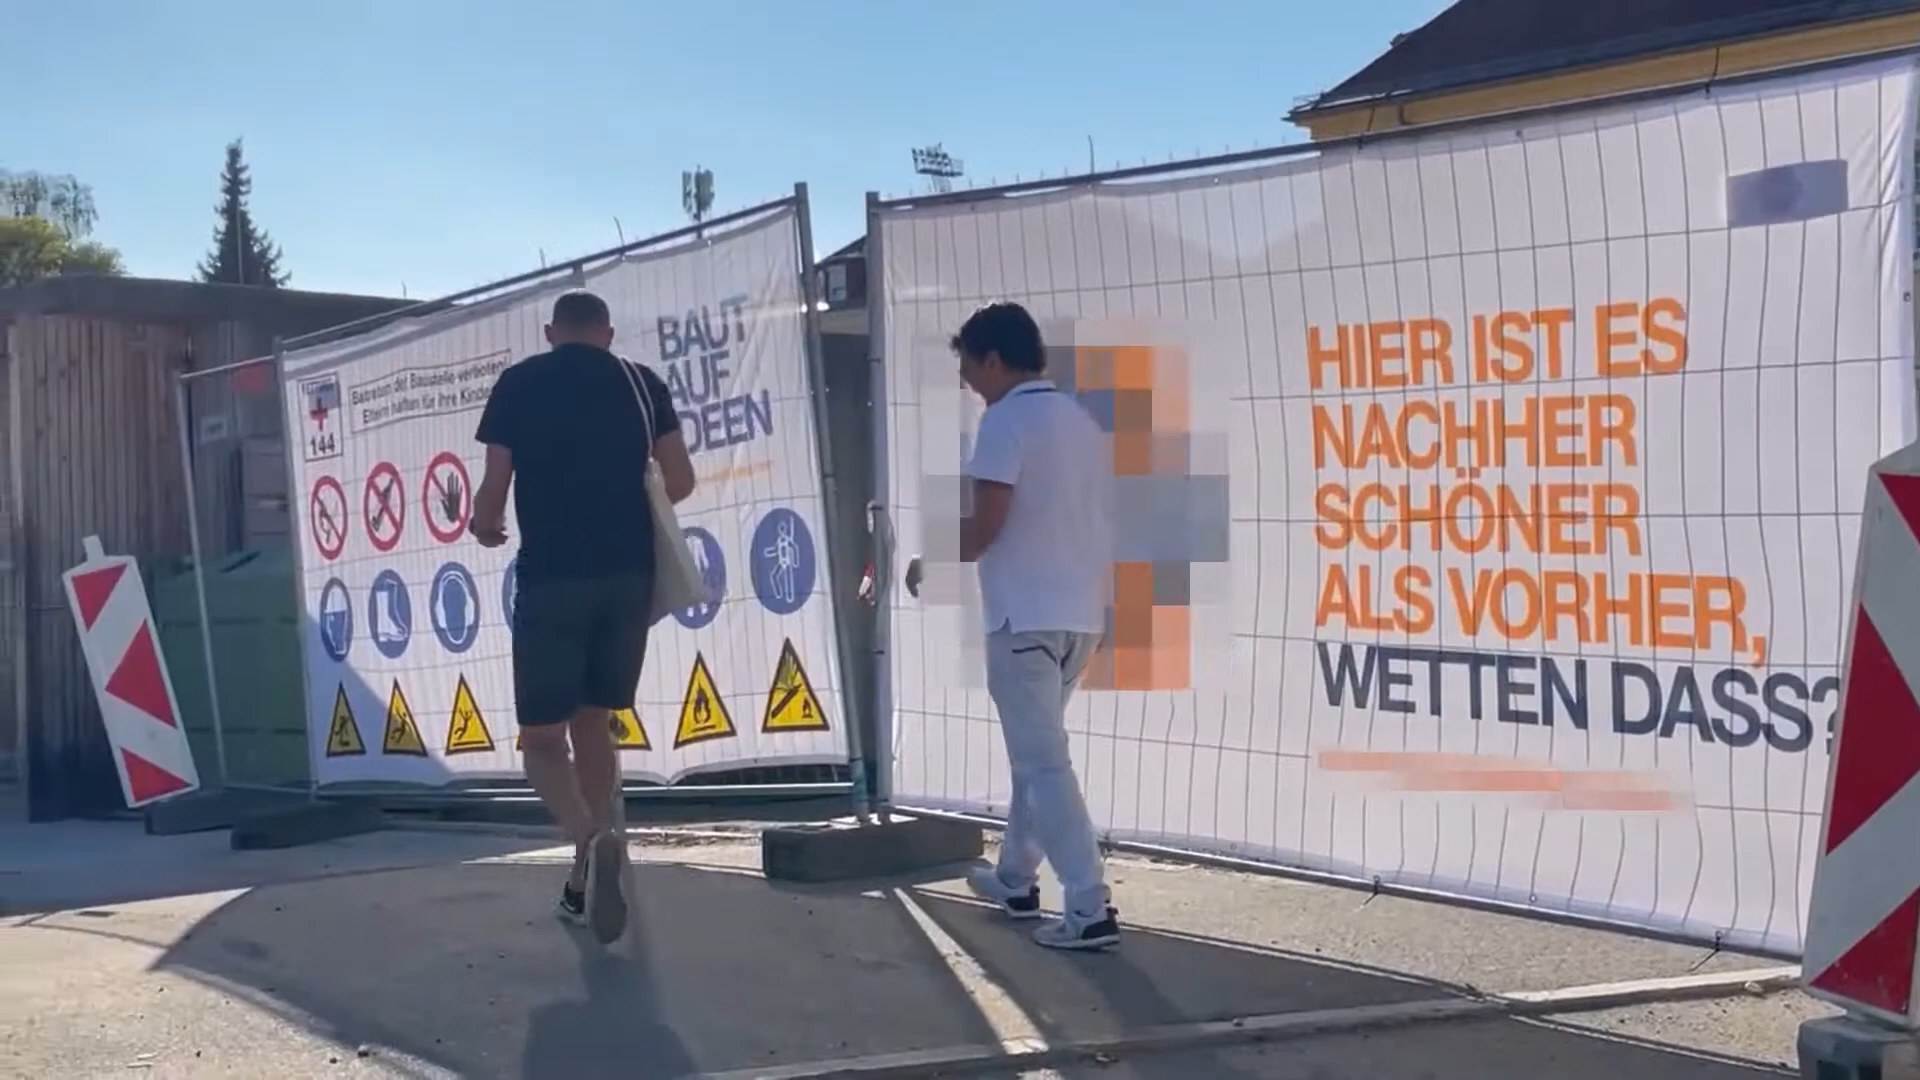 Betreten der Baustelle verboten!
Eltern haften für ihre Kinder
144
BAUT
AUF
IDEEN
HIER IST ES
NACHHER
SCHÖNER
ALS VORHER,
WETTEN DASS?